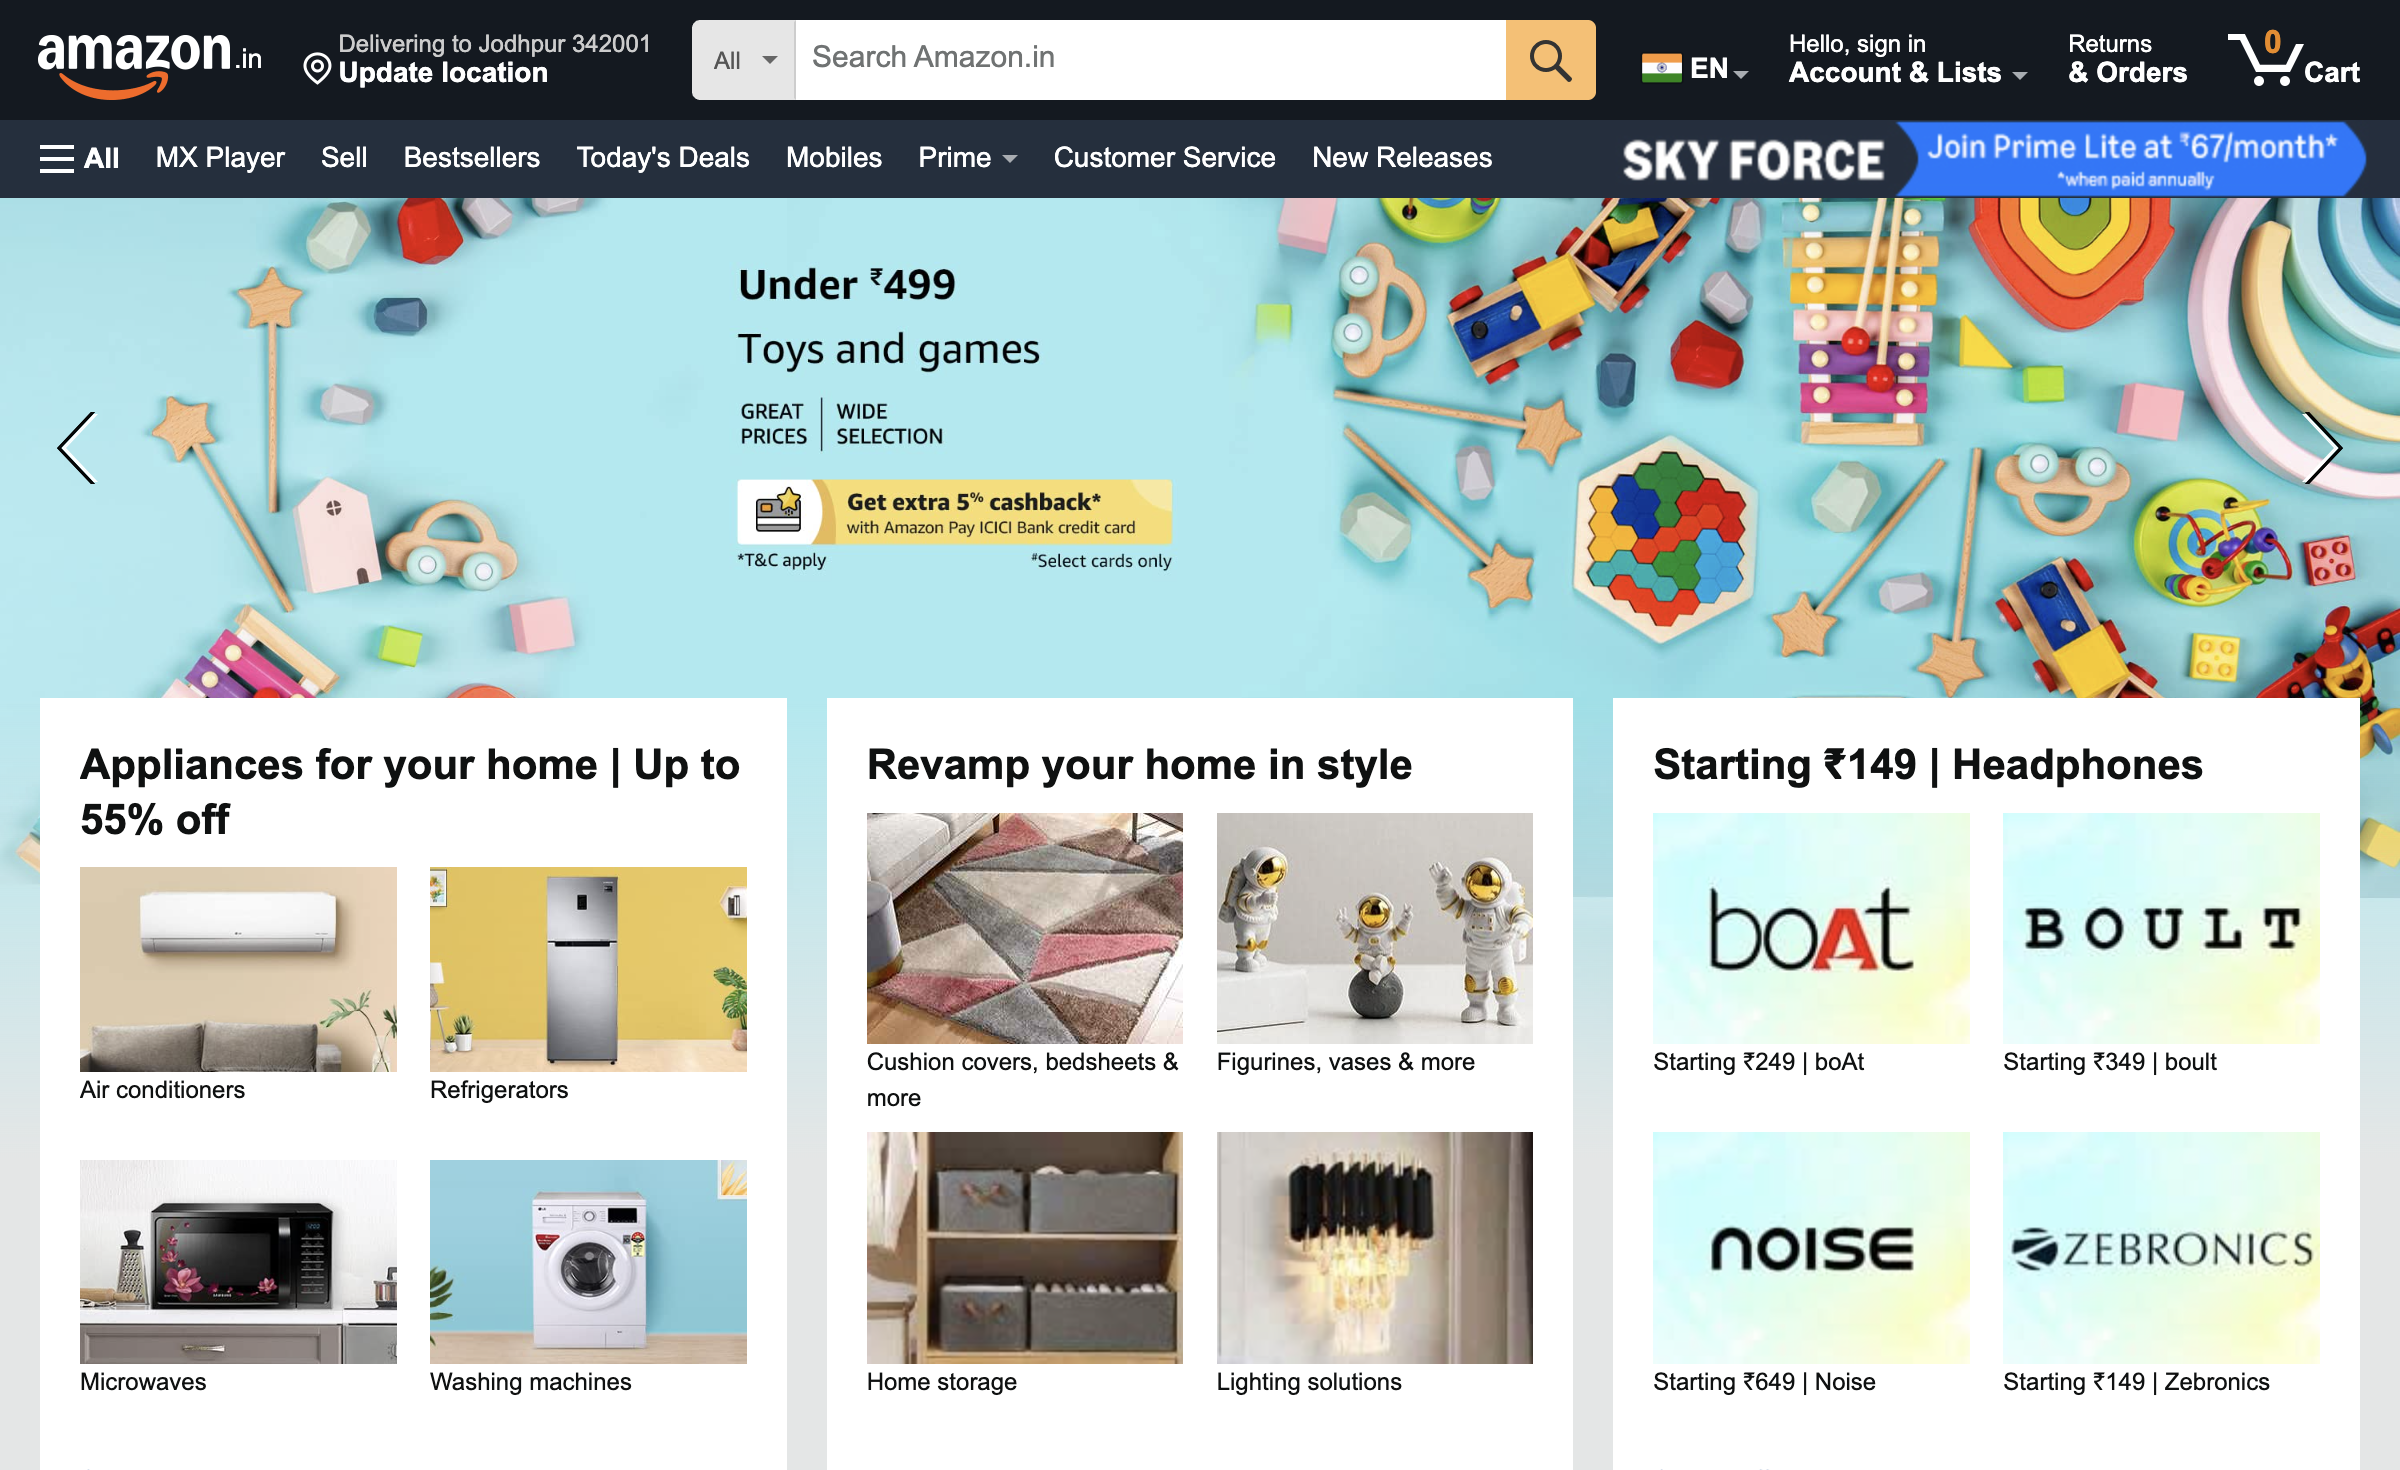 amazon.in
Delivering to Jodhpur 342001
Update location
All
Search Amazon.in
EN
Hello, sign in
Account & Lists
Returns
& Orders
0
Cart
All
MX Player
Sell
Bestsellers
Today's Deals
Mobiles
Prime
Customer Service
New Releases
SKY FORCE
Join Prime Lite at ₹67/month*
*when paid annually
Under ₹499
Toys and games
GREAT PRICES
WIDE SELECTION
Get extra 5% cashback*
with Amazon Pay ICICI Bank credit card
*T&C apply
#Select cards only
Appliances for your home | Up to
55% off
Air conditioners
Refrigerators
Microwaves
Washing machines
Revamp your home in style
Cushion covers, bedsheets &
more
Figurines, vases & more
Home storage
Lighting solutions
Starting ₹149 | Headphones
boAt
BOULT
Starting ₹249 | boAt
Starting ₹349 | boult
NOISE
ZEBRONICS
Starting ₹649 | Noise
Starting ₹149 | Zebronics